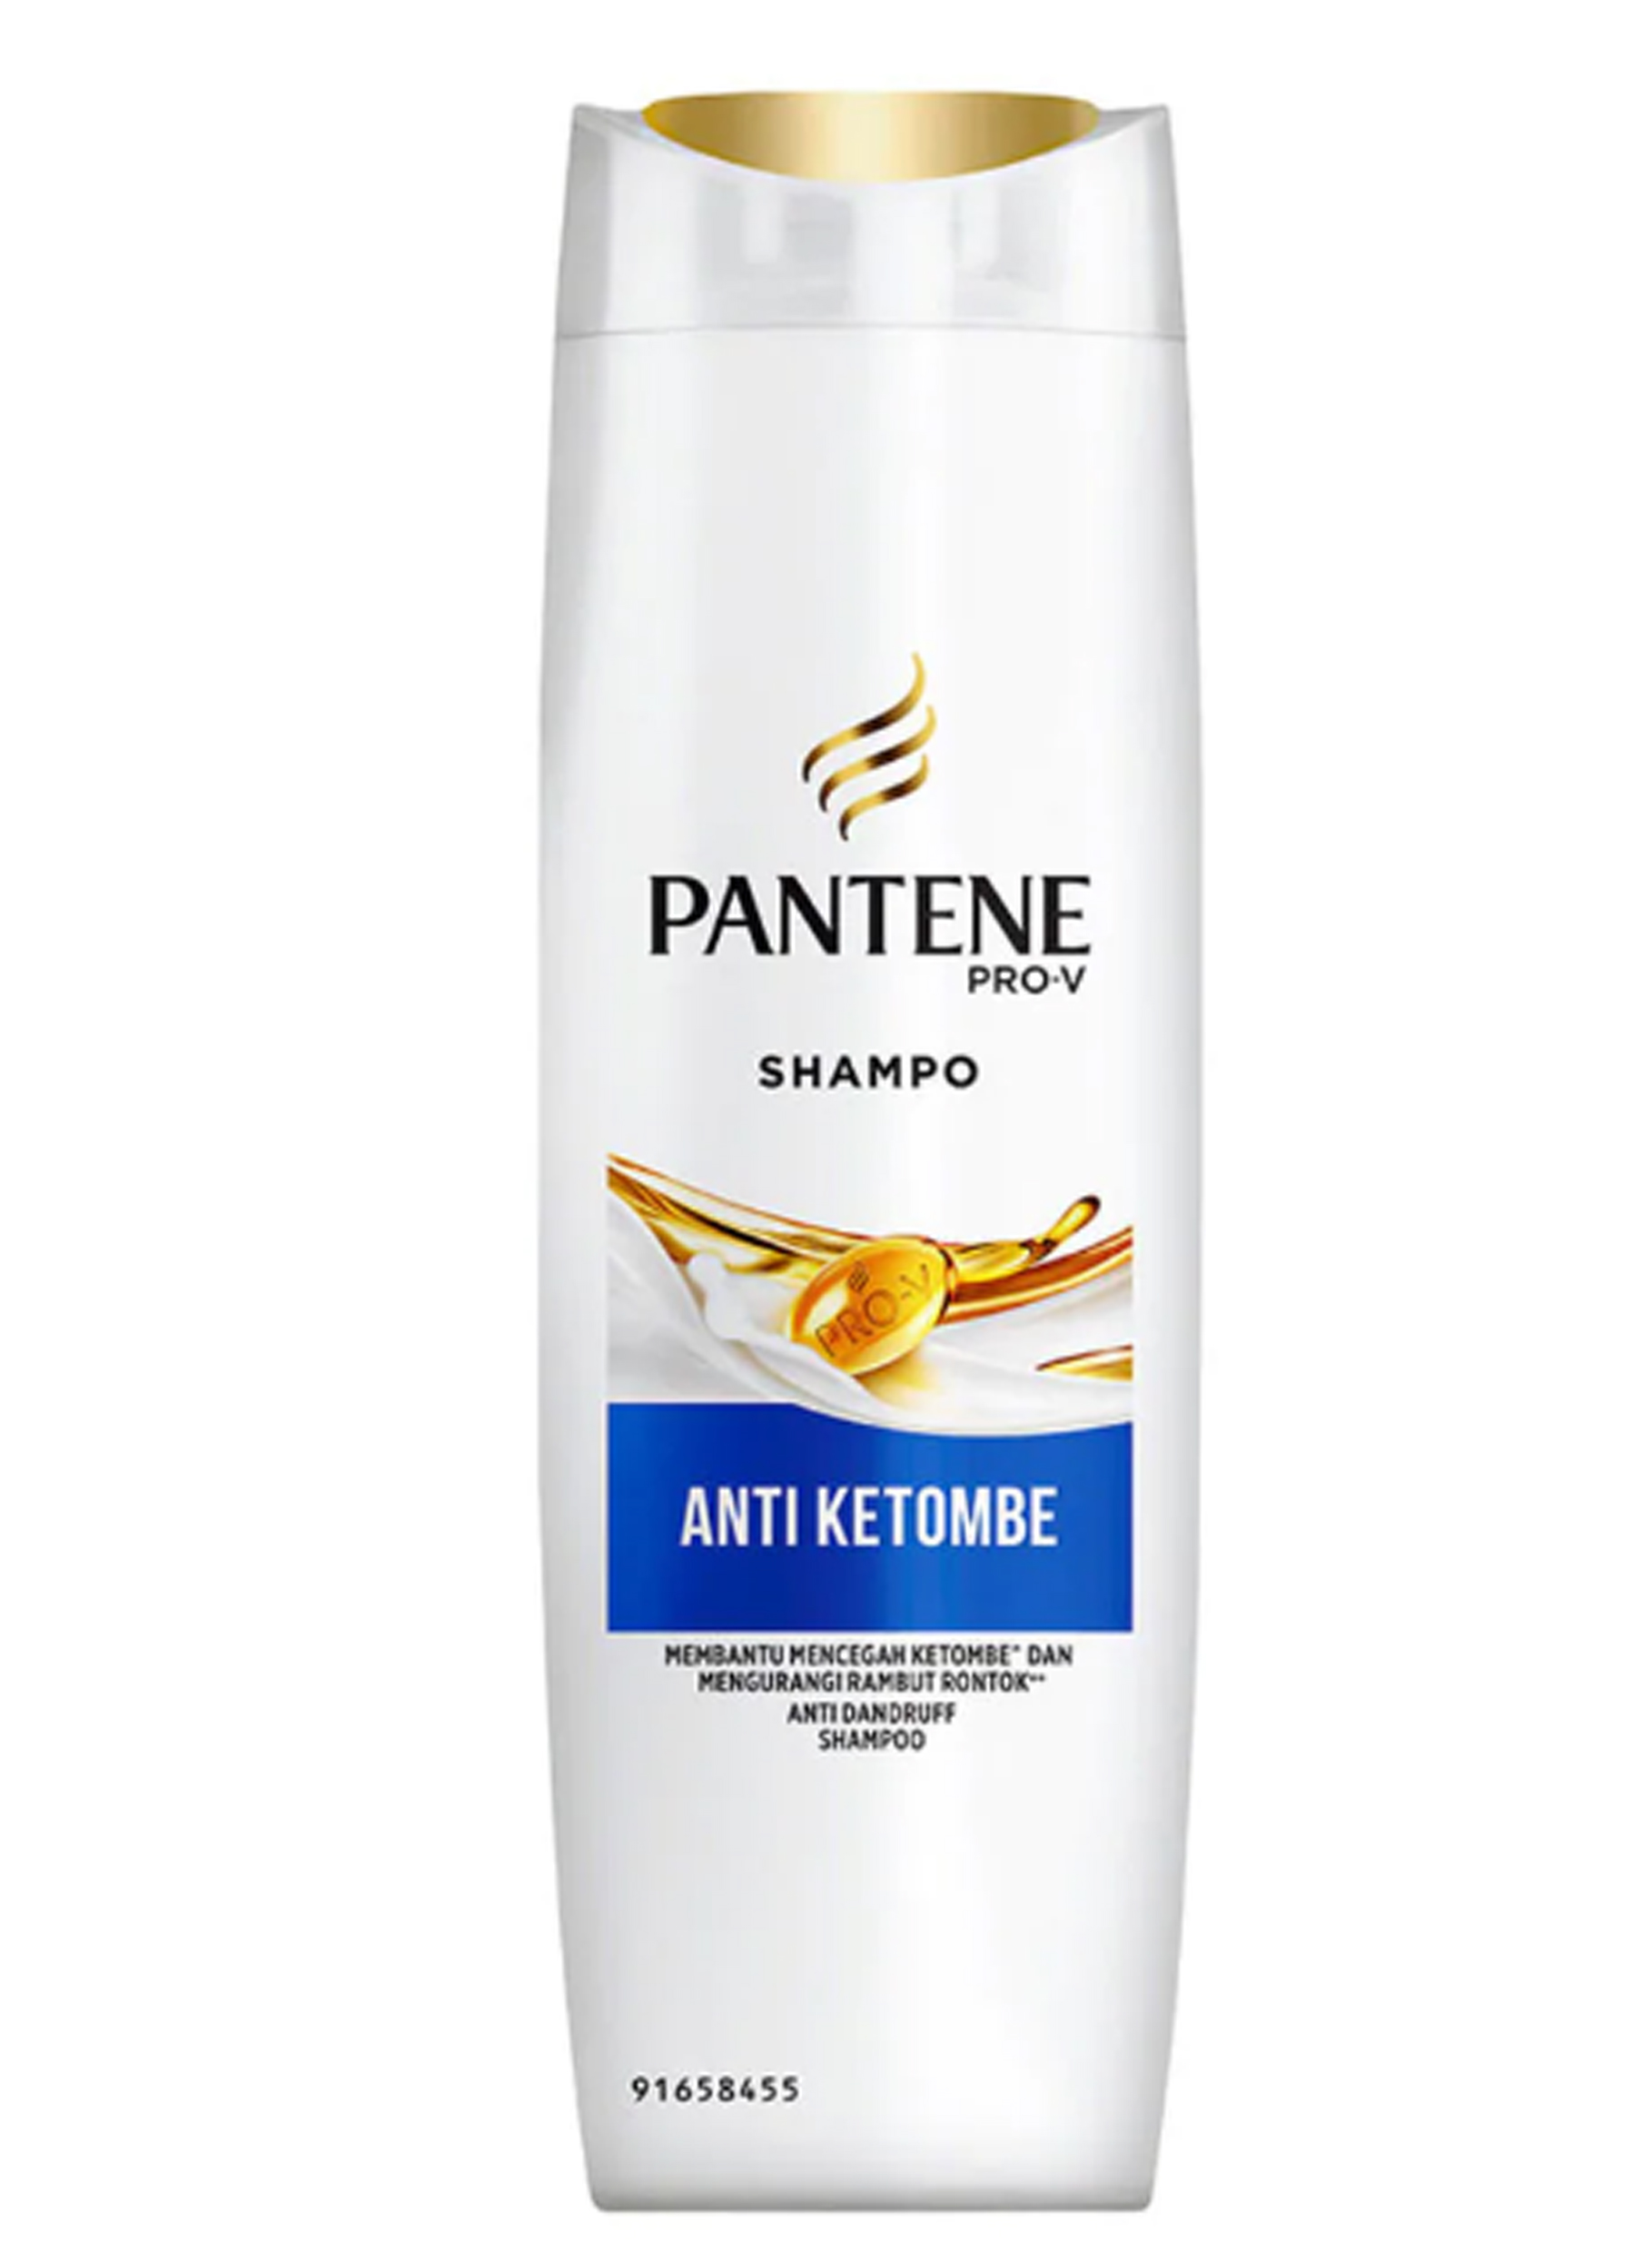 PANTENE
PRO-V
SHAMPO
PRO-V
ANTI KETOMBE
MEMBANTU MENCEGAH KETOMBE* DAN
MENGURANGI RAMBUT RONTOK**
ANTI DANDRUFF
SHAMPOO
91658455